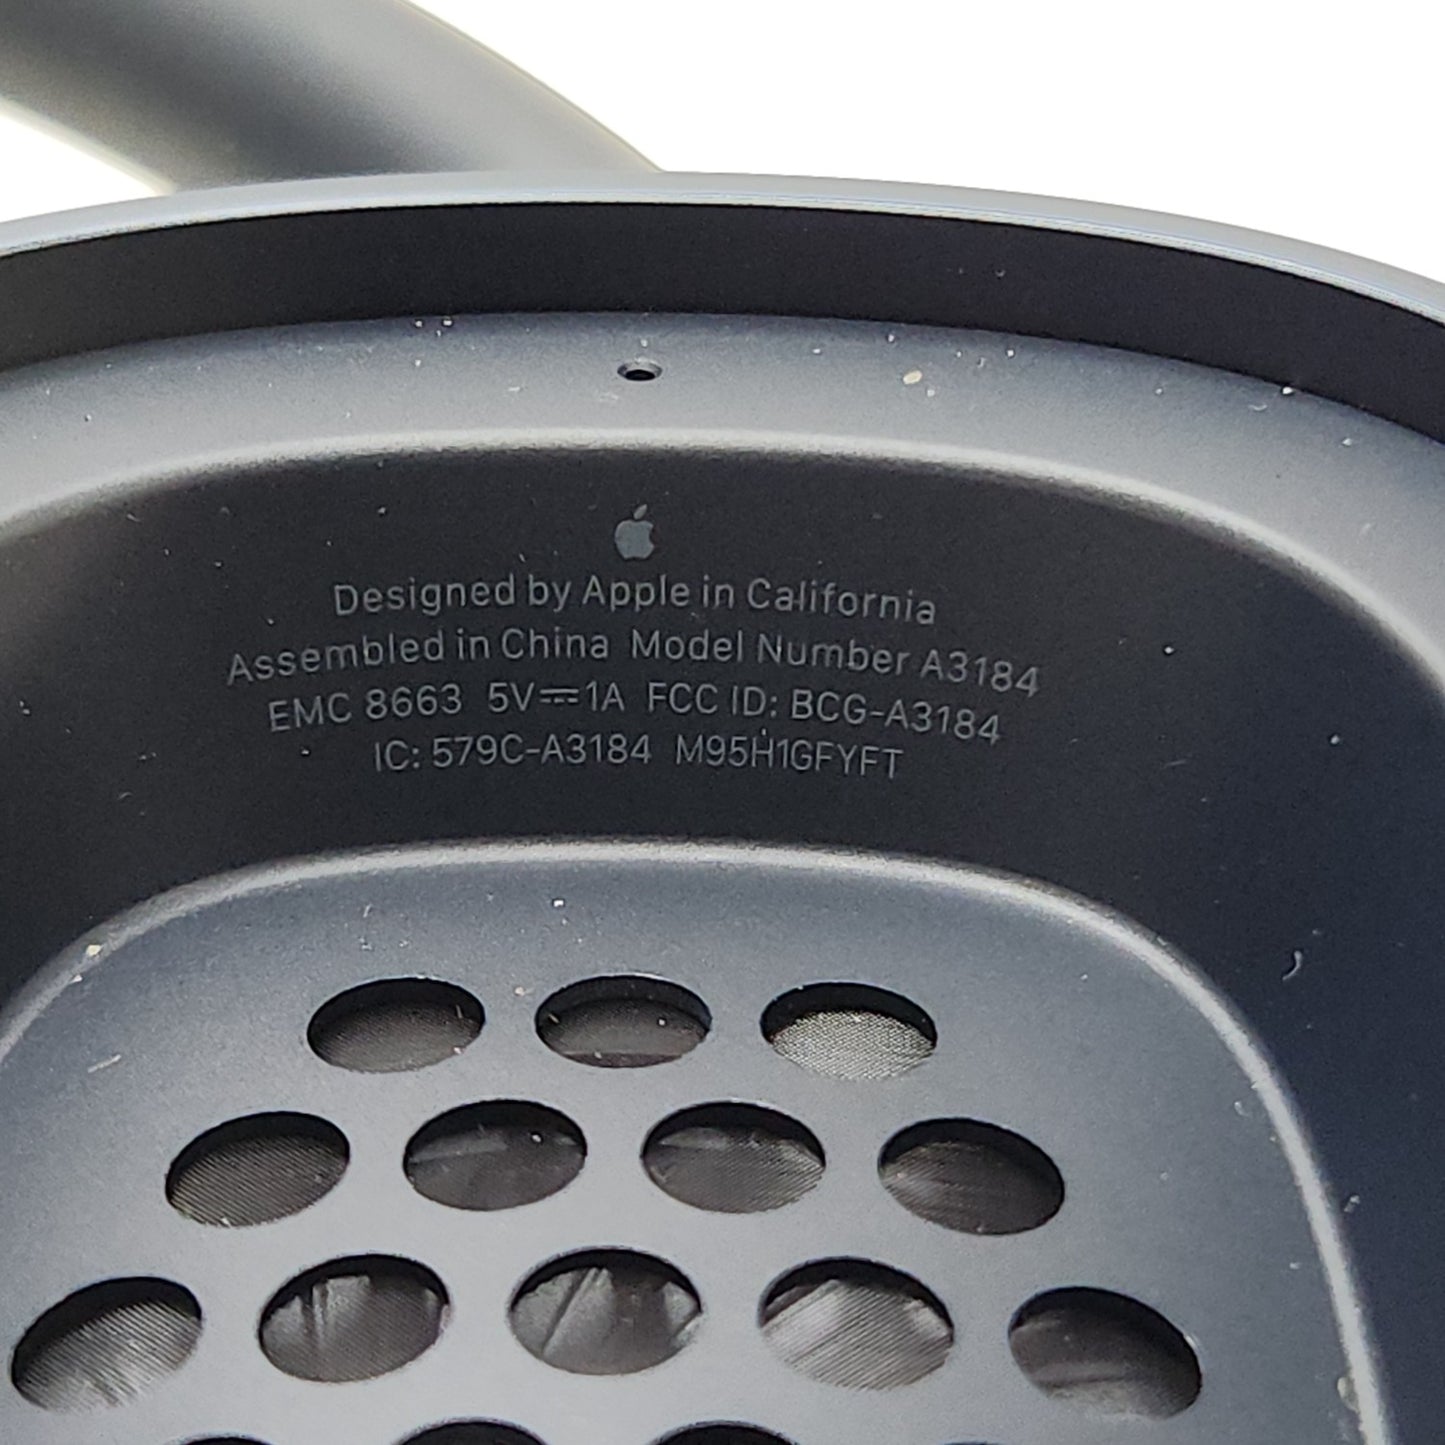 Designed by Apple in California
Assembled in China Model Number A3184
EMC 8663 5V⎓1A FCC ID: BCG-A3184
IC: 579C-A3184 M95H1GFYFT